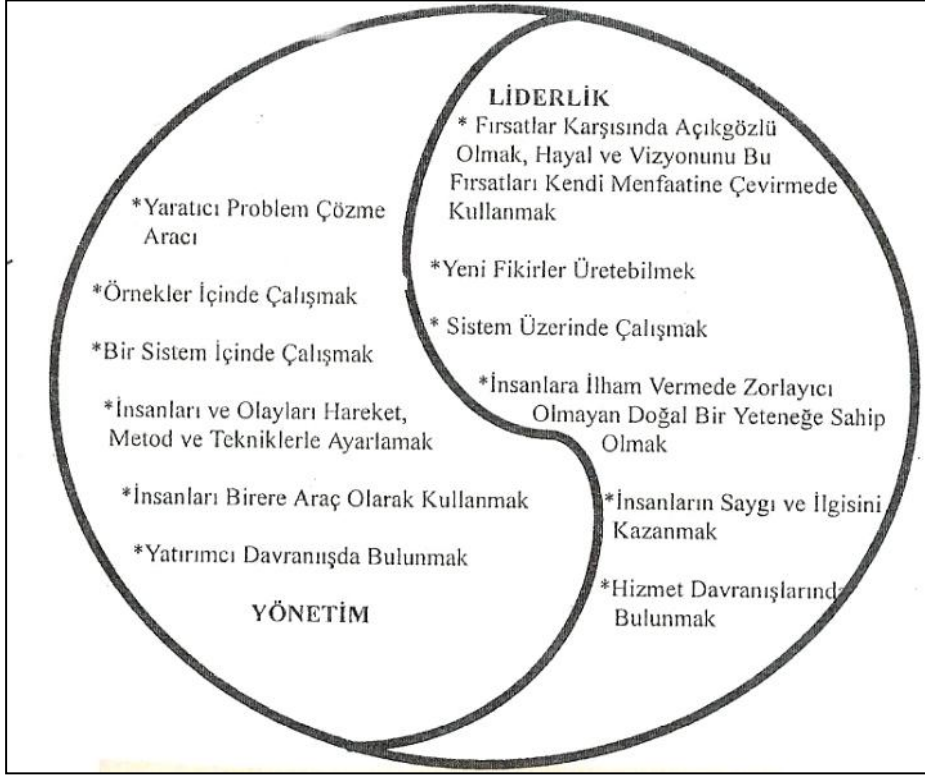 LİDERLİK
* Fırsatlar Karşısında Açıkgözlü
Olmak, Hayal ve Vizyonunu Bu
Fırsatları Kendi Menfaatine Çevirmede
Kullanmak
*Yeni Fikirler Üretebilmek
* Sistem Üzerinde Çalışmak
*İnsanlara İlham Vermede Zorlayıcı
Olmayan Doğal Bir Yeteneğe Sahip
Olmak
*İnsanların Saygı ve İlgisini
Kazanmak
*Hizmet Davranışlarında
Bulunmak
*Yaratıcı Problem Çözme
Aracı
*Örnekler İçinde Çalışmak
*Bir Sistem İçinde Çalışmak
*İnsanları ve Olayları Hareket,
Metod ve Tekniklerle Ayarlamak
*İnsanları Birere Araç Olarak Kullanmak
*Yatırımcı Davranıışda Bulunmak
YÖNETİM